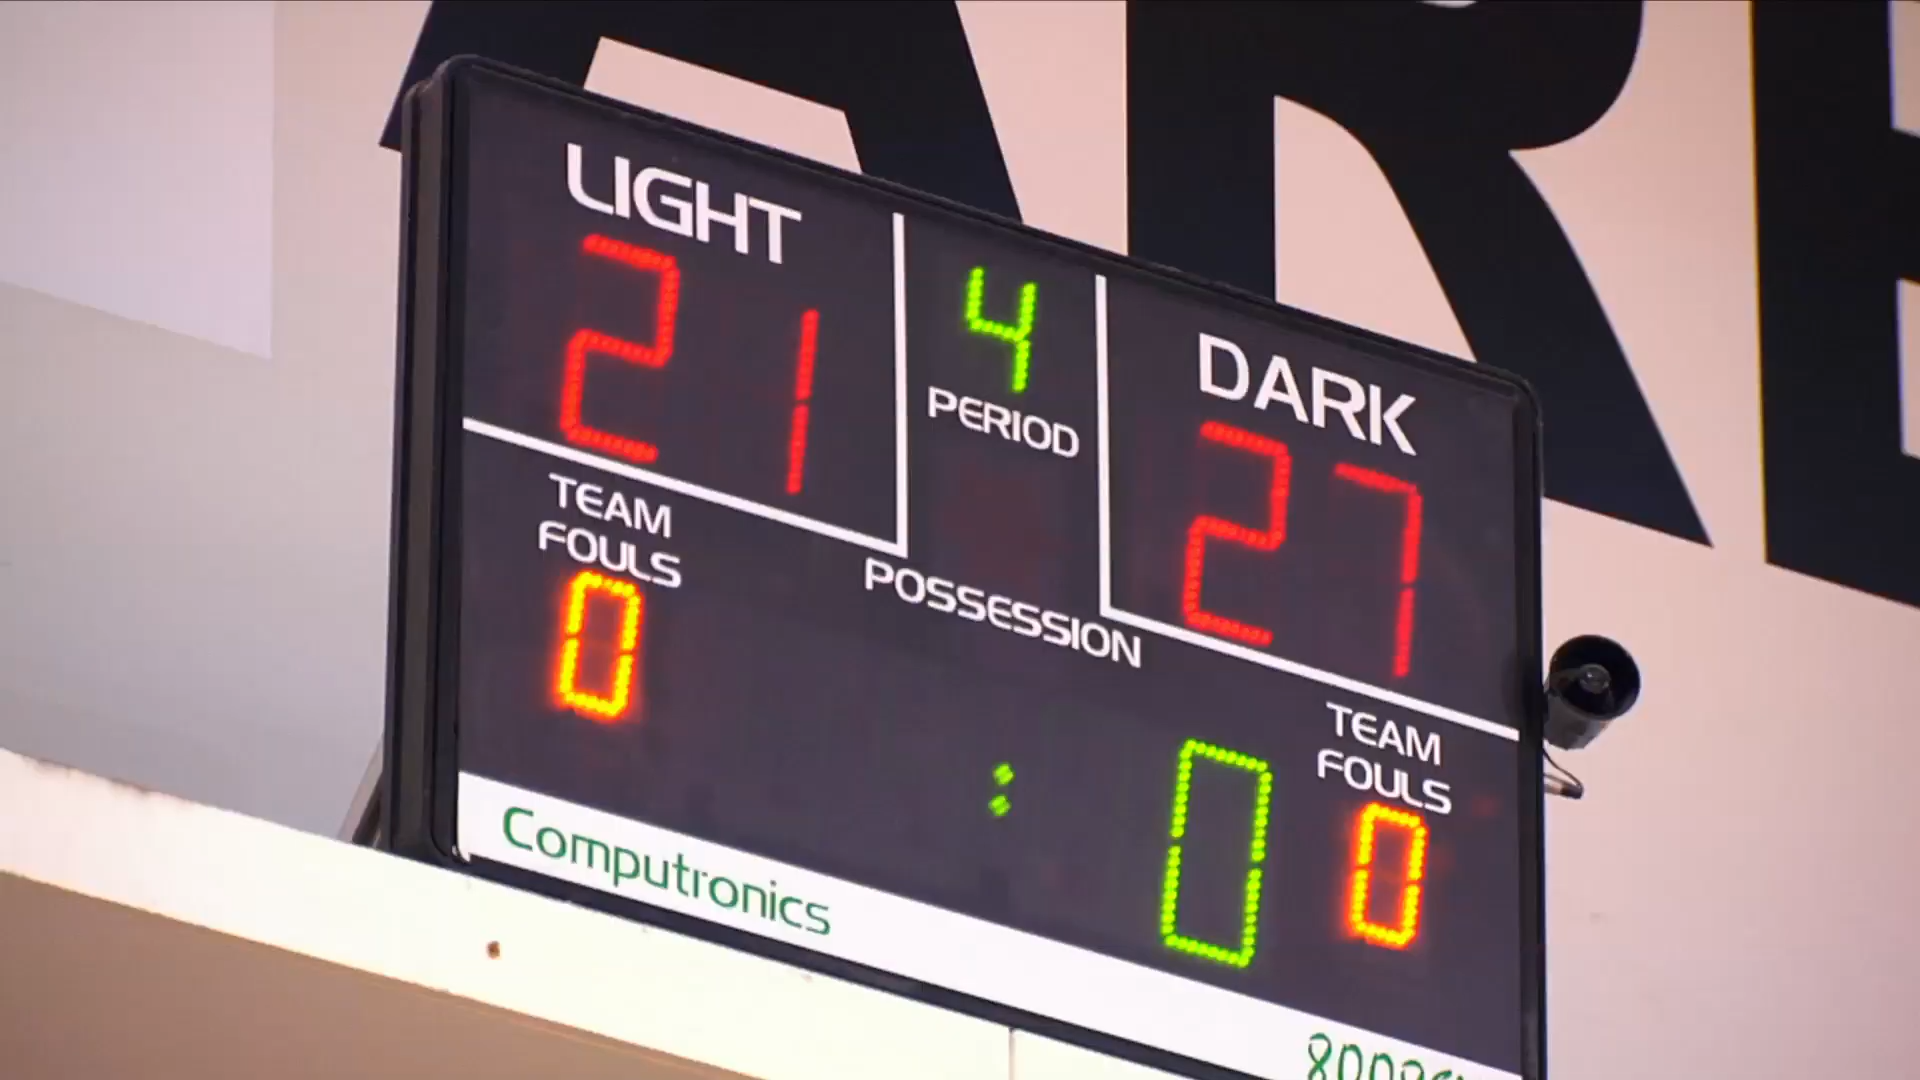 LIGHT
21
4
PERIOD
DARK
27
TEAM
FOULS
0
POSSESSION
:
0
TEAM
FOULS
0
Computronics